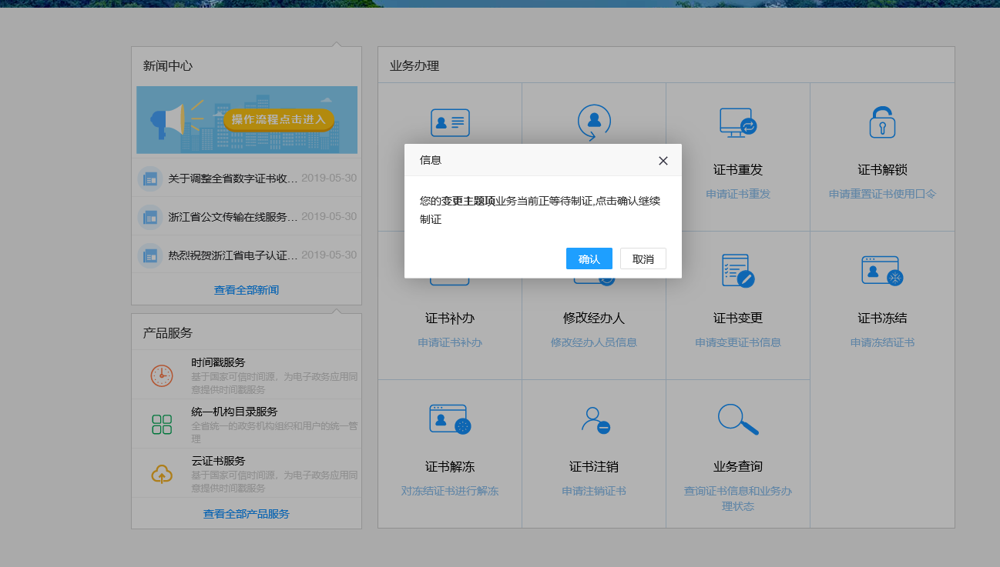 新闻中心
操作流程点击进入
关于调整全省数字证书收... 2019-05-30
浙江省公文传输在线服务... 2019-05-30
热烈祝贺浙江省电子认证... 2019-05-30
查看全部新闻
产品服务
时间戳服务
基于国家可信时间源，为电子政务应用同
意提供时间戳服务
统一机构目录服务
全省统一的政务机构组织和用户的统一管
理
云证书服务
基于国家可信时间源，为电子政务应用同
意提供时间戳服务
查看全部产品服务
业务办理
证书重发
申请证书重发
证书解锁
申请重置证书使用口令
信息
您的变更主题项业务当前正等待制证,点击确认继续
制证
确认
取消
证书补办
申请证书补办
修改经办人
修改经办人员信息
证书变更
申请变更证书信息
证书冻结
申请冻结证书
证书解冻
对冻结证书进行解冻
证书注销
申请注销证书
业务查询
查询证书信息和业务办
理状态